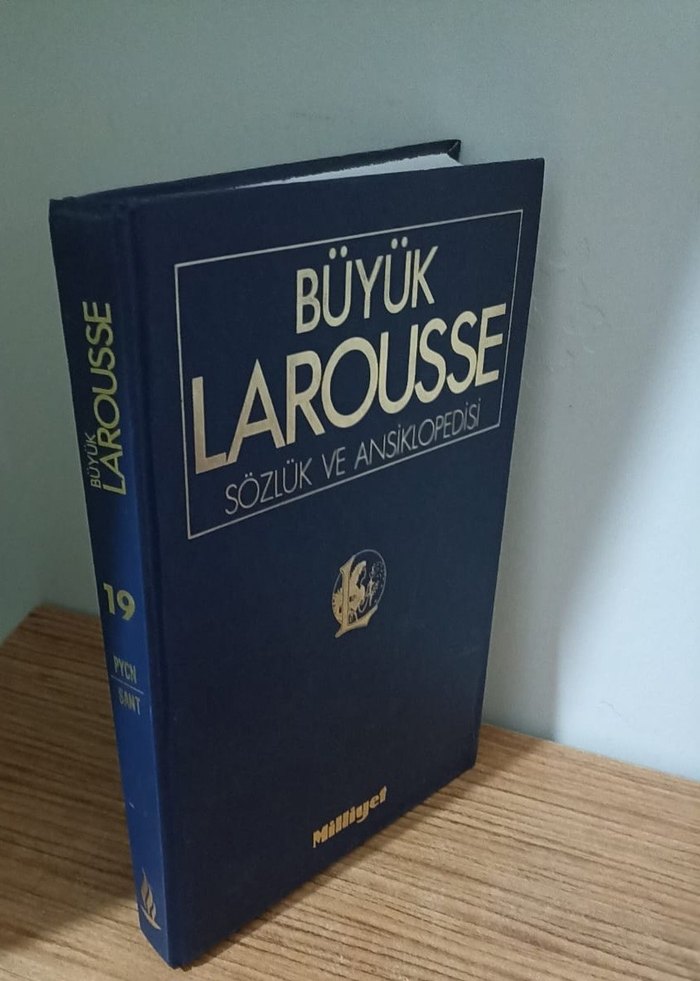 BÜYÜK
LAROUSSE
19
PYCN
SANT
BÜYÜK
LAROUSSE
SÖZLÜK VE ANSİKLOPEDİSİ
L
Milliyet